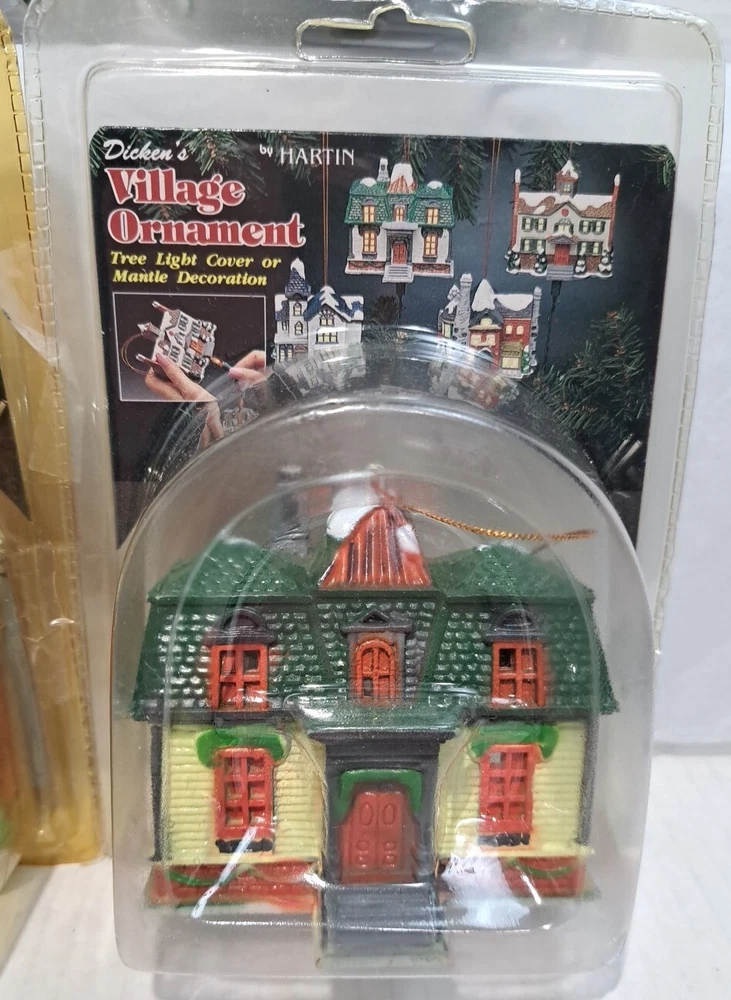 Dicken's
by HARTIN
Village
Ornament
Tree Light Cover or
Mantle Decoration